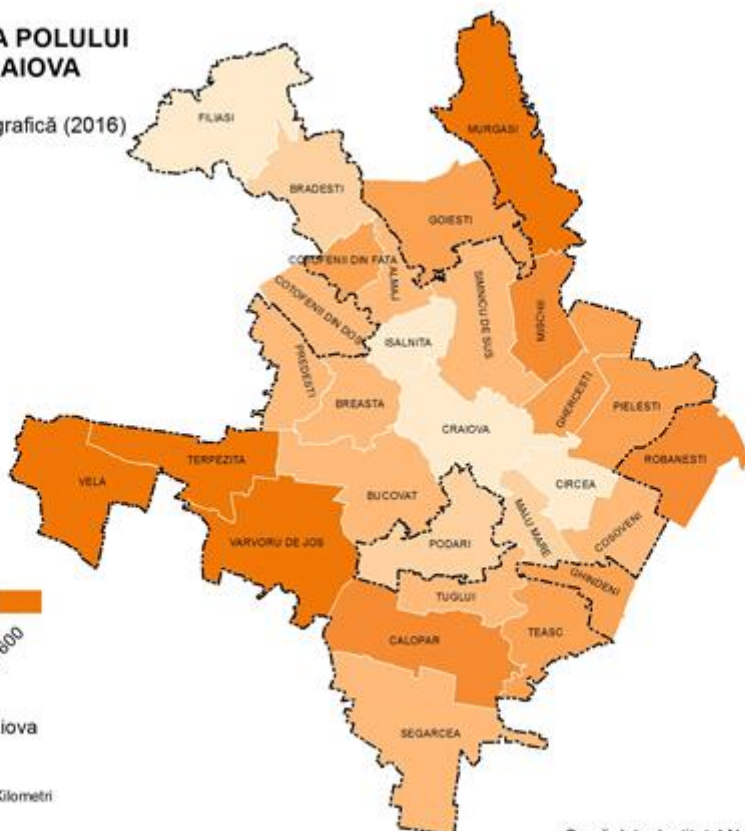 A POLULUI
AIOVA
grafică (2016)
FILIASI
MURGASI
BRADESTI
GOIESTI
COTOFENII DIN FATA
ALMAJ
SIMNICU DE SUS
COTOFENII DIN DOS
MISCHII
ISALNITA
PREDESTI
GHERCESTI
BREASTA
PIELESTI
CRAIOVA
ROBANESTI
TERPEZITA
VELA
CIRCEA
BUCOVAT
MALU MARE
COSOVENI
VARVORU DE JOS
PODARI
GHINDENI
TUGLUI
TEASC
CALOPAR
600
SEGARCEA
iova
Kilometri